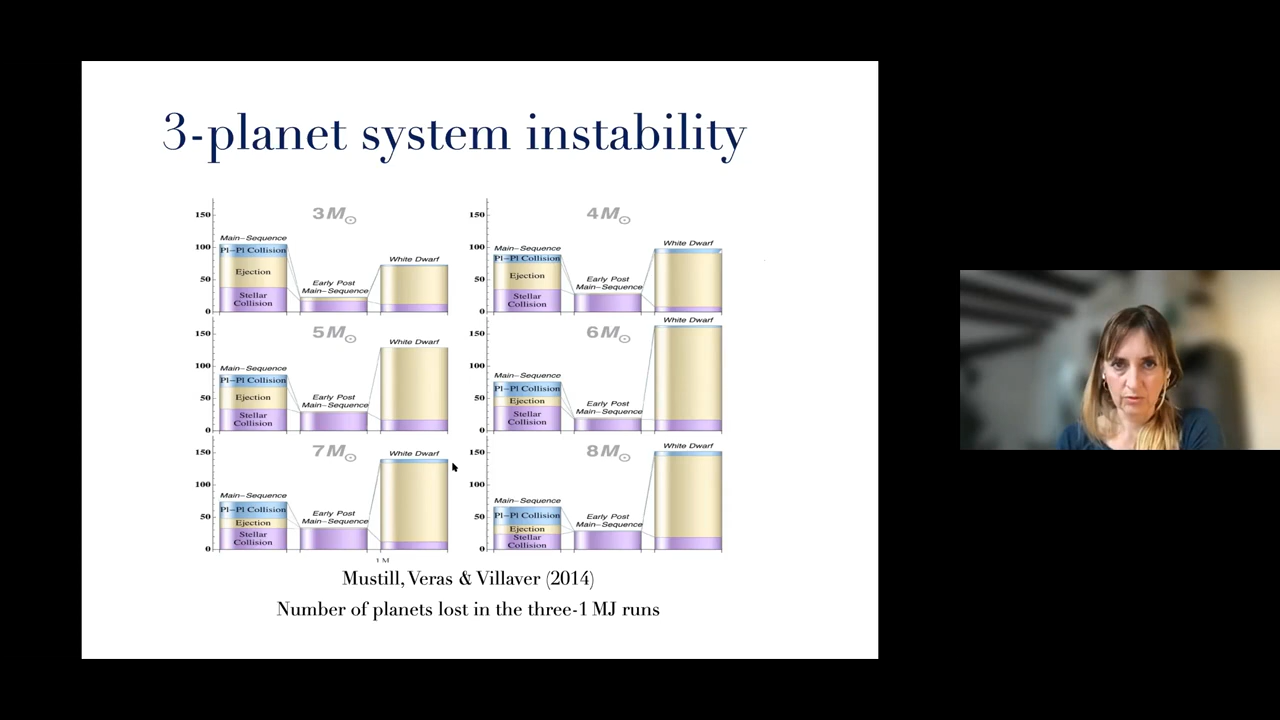 3-planet system instability
3M☉
150
100
50
0
Main-Sequence
Pl-Pl Collision
Ejection
Stellar
Collision
Early Post
Main-Sequence
White Dwarf
4M☉
150
100
50
0
Main-Sequence
Pl-Pl Collision
Ejection
Stellar
Collision
Early Post
Main-Sequence
White Dwarf
5M☉
150
100
50
0
Main-Sequence
Pl-Pl Collision
Ejection
Stellar
Collision
Early Post
Main-Sequence
White Dwarf
6M☉
150
100
50
0
Main-Sequence
Pl-Pl Collision
Ejection
Stellar
Collision
Early Post
Main-Sequence
White Dwarf
7M☉
150
100
50
0
Main-Sequence
Pl-Pl Collision
Ejection
Stellar
Collision
Early Post
Main-Sequence
White Dwarf
8M☉
150
100
50
0
Main-Sequence
Pl-Pl Collision
Ejection
Stellar
Collision
Early Post
Main-Sequence
White Dwarf
Mustill, Veras & Villaver (2014)
Number of planets lost in the three-1 MJ runs